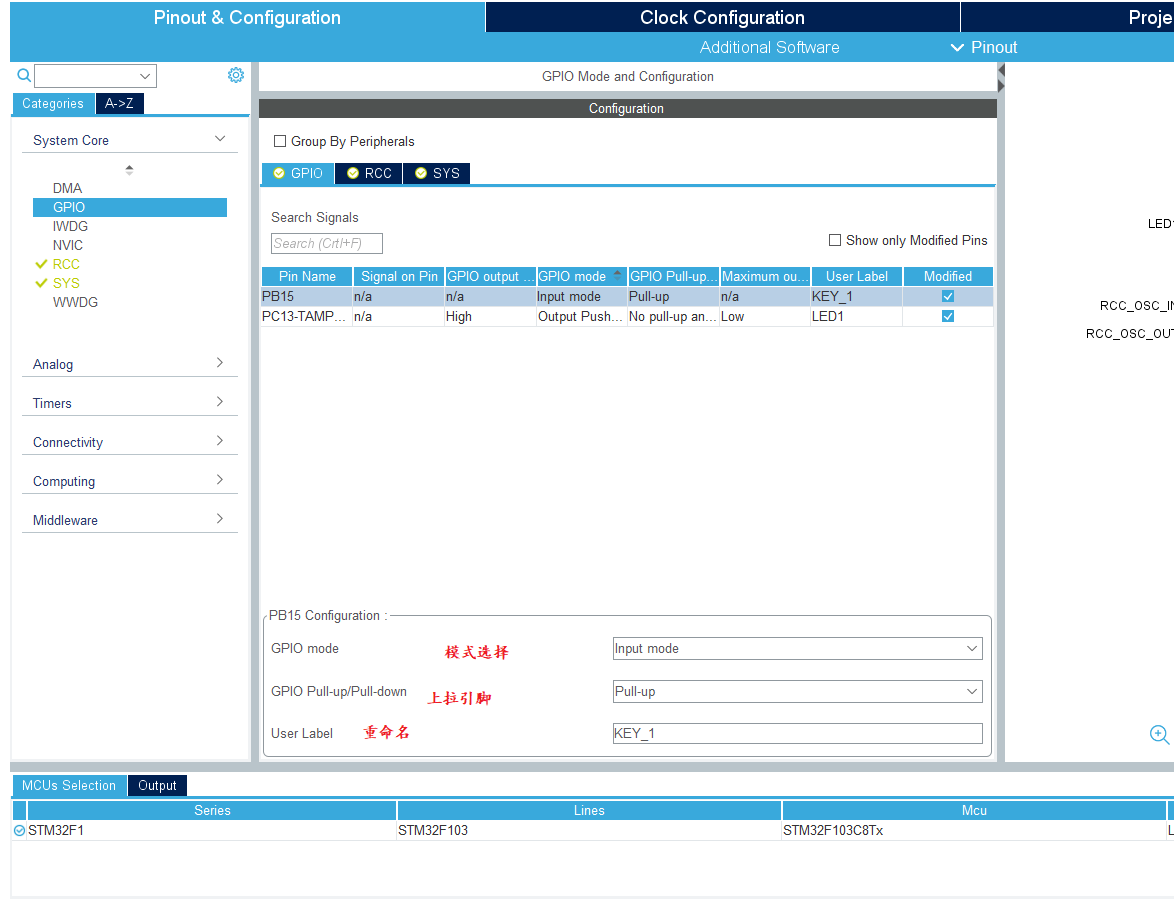 Pinout & Configuration
Clock Configuration
Proje
Additional Software
Pinout
GPIO Mode and Configuration
Categories
A->Z
System Core
DMA
GPIO
IWDG
NVIC
RCC
SYS
WWDG
Analog
Timers
Connectivity
Computing
Middleware
Configuration
Group By Peripherals
GPIO RCC SYS
Search Signals
Search (Crtl+F)
Show only Modified Pins
Pin Name Signal on Pin GPIO output ... GPIO mode GPIO Pull-up... Maximum ou... User Label Modified
PB15 n/a n/a Input mode Pull-up n/a KEY_1
PC13-TAMP... n/a High Output Push... No pull-up an... Low LED1
PB15 Configuration :
GPIO mode 模式选择 Input mode
GPIO Pull-up/Pull-down 上拉引脚 Pull-up
User Label 重命名 KEY_1
LED1
RCC_OSC_IN
RCC_OSC_OUT
MCUs Selection Output
Series Lines Mcu
STM32F1 STM32F103 STM32F103C8Tx L